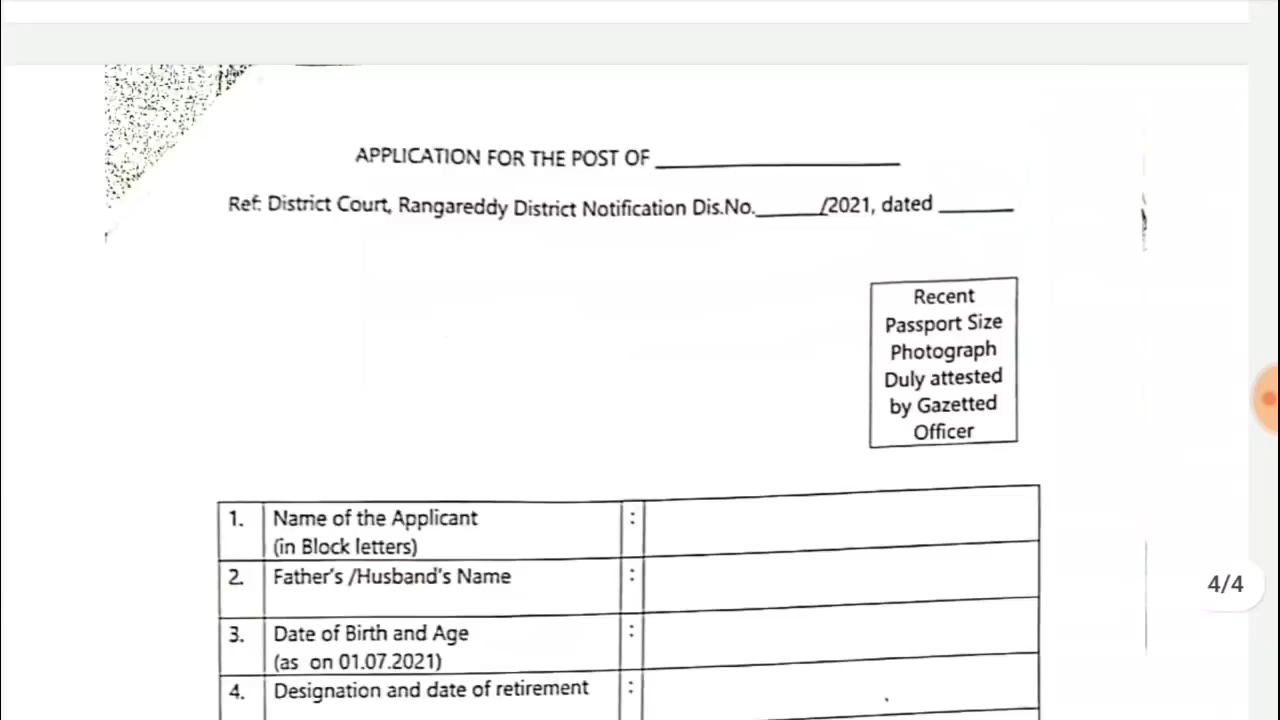 APPLICATION FOR THE POST OF ____________________
Ref: District Court, Rangareddy District Notification Dis.No.______/2021, dated ______
Recent
Passport Size
Photograph
Duly attested
by Gazetted
Officer
1. Name of the Applicant :
(in Block letters)
2. Father's /Husband's Name :
3. Date of Birth and Age :
(as on 01.07.2021)
4/4
4. Designation and date of retirement :